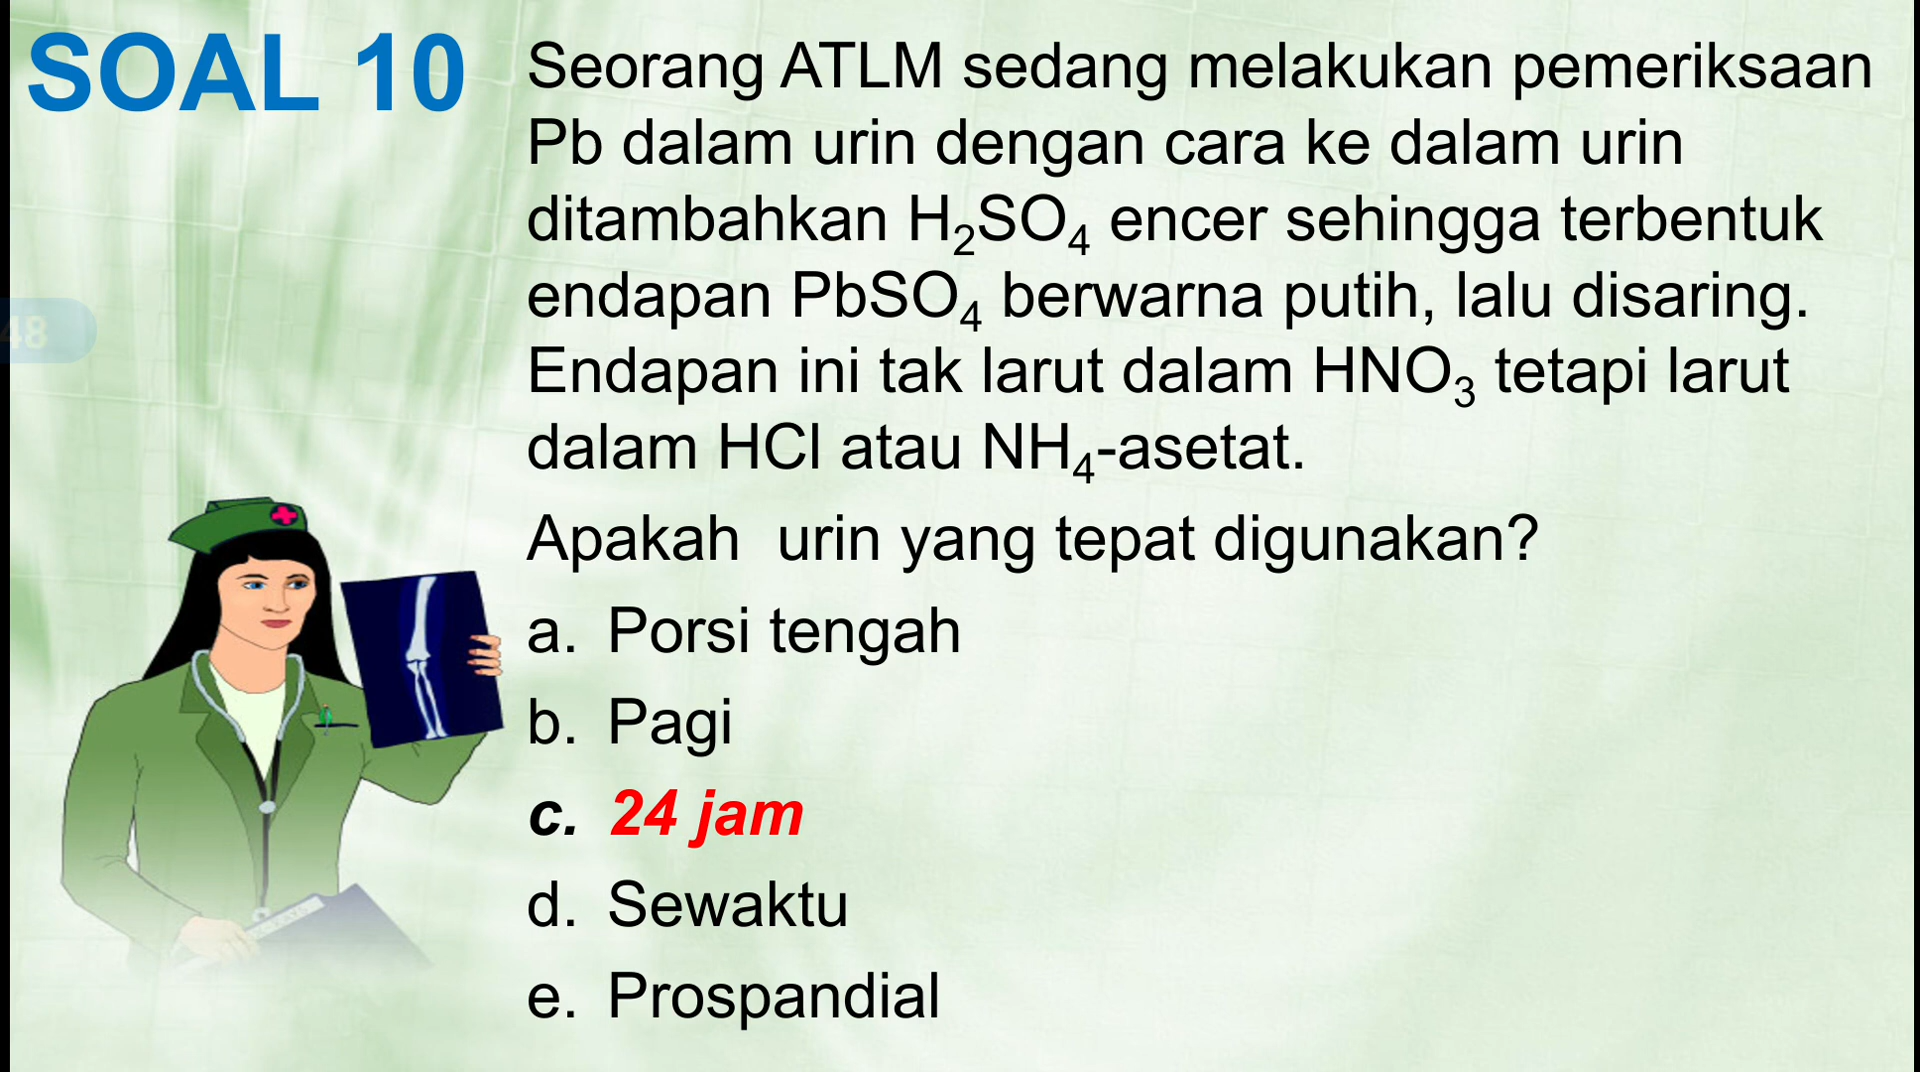 SOAL 10
Seorang ATLM sedang melakukan pemeriksaan
Pb dalam urin dengan cara ke dalam urin
ditambahkan H₂SO₄ encer sehingga terbentuk
endapan PbSO₄ berwarna putih, lalu disaring.
Endapan ini tak larut dalam HNO₃ tetapi larut
dalam HCl atau NH₄-asetat.
Apakah  urin yang tepat digunakan?
a. Porsi tengah
b. Pagi
c. 24 jam
d. Sewaktu
e. Prospandial
48